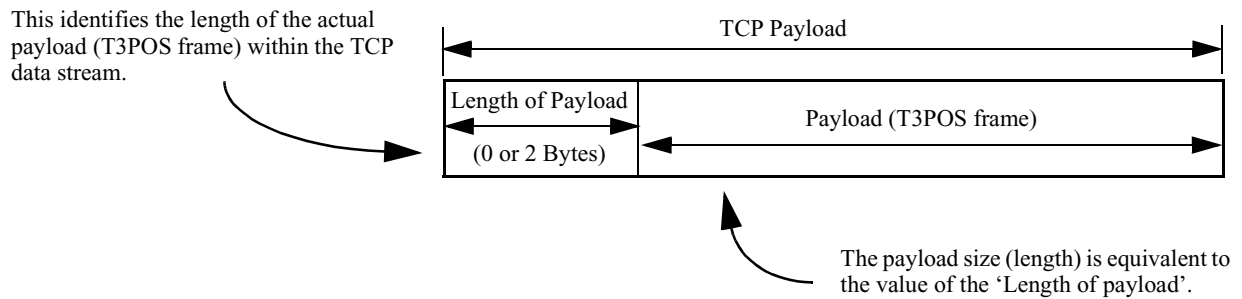 This identifies the length of the actual
payload (T3POS frame) within the TCP
data stream.
TCP Payload
Length of Payload
(0 or 2 Bytes)
Payload (T3POS frame)
The payload size (length) is equivalent to
the value of the ‘Length of payload’.